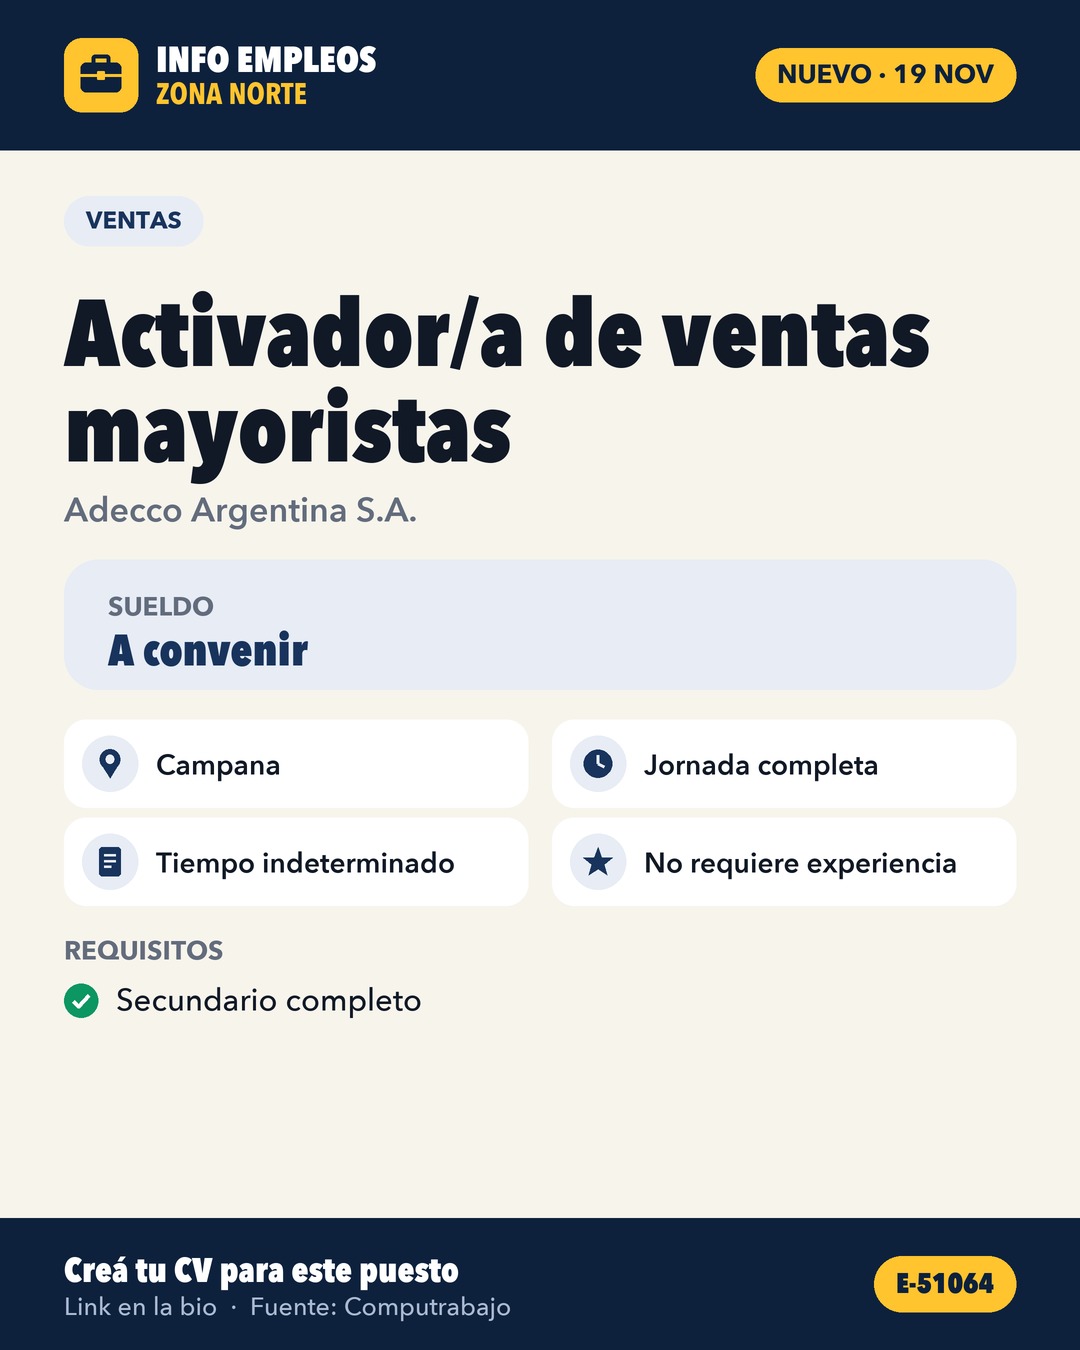 INFO EMPLEOS
ZONA NORTE
NUEVO · 19 NOV
VENTAS
Activador/a de ventas
mayoristas
Adecco Argentina S.A.
SUELDO
A convenir
Campana
Jornada completa
Tiempo indeterminado
No requiere experiencia
REQUISITOS
Secundario completo
Creá tu CV para este puesto
Link en la bio · Fuente: Computrabajo
E-51064